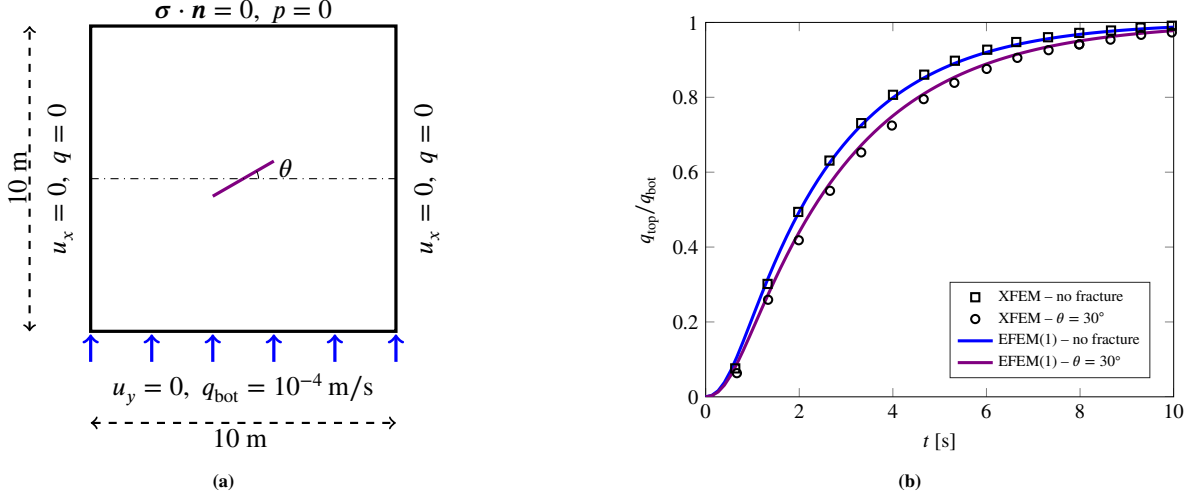 σ · n = 0, p = 0
10 m
u_x = 0, q = 0
θ
u_x = 0, q = 0
u_y = 0, q_bot = 10⁻⁴ m/s
10 m
(a)
1
0.8
0.6
0.4
0.2
0
q_top/q_bot
XFEM – no fracture
XFEM – θ = 30°
EFEM(1) – no fracture
EFEM(1) – θ = 30°
0 2 4 6 8 10
t [s]
(b)